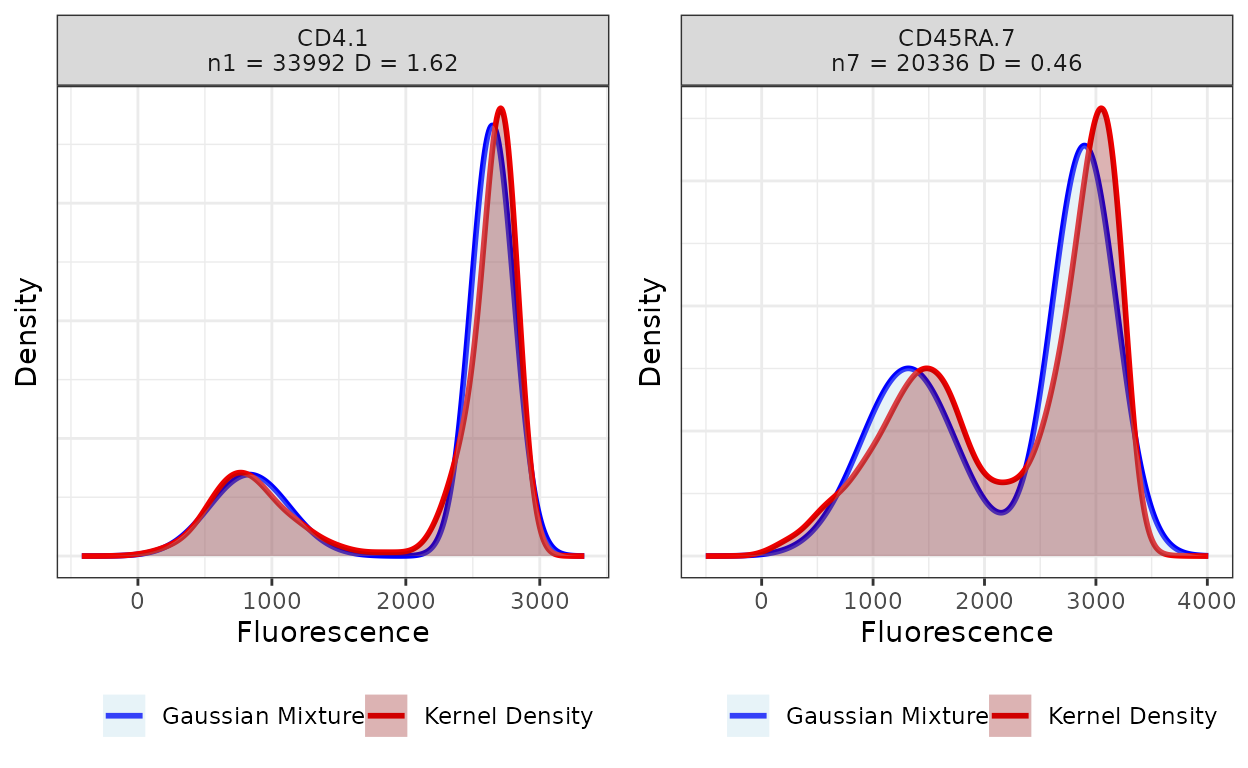 CD4.1
n1 = 33992 D = 1.62
Density
0 1000 2000 3000
Fluorescence
Gaussian Mixture Kernel Density
CD45RA.7
n7 = 20336 D = 0.46
Density
0 1000 2000 3000 4000
Fluorescence
Gaussian Mixture Kernel Density